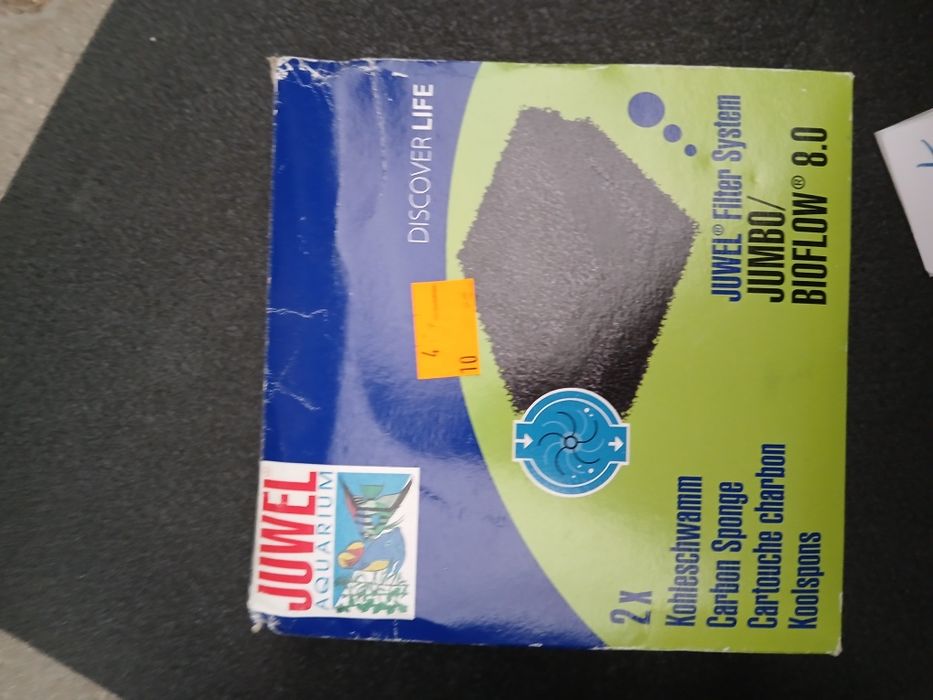 DISCOVER LIFE
JUWEL® Filter System
JUMBO/
BIOFLOW® 8.0
4
10
JUWEL
AQUARIUM
2x
Kohleschwamm
Carbon Sponge
Cartouche charbon
Koolspons